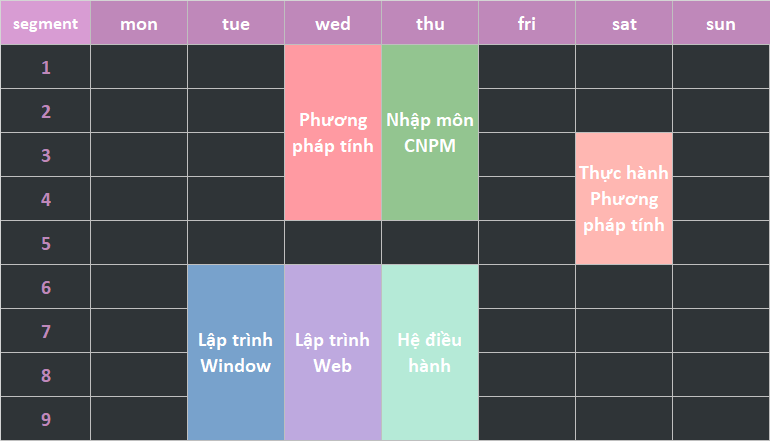 segment mon tue wed thu fri sat sun
1
2
Phương
pháp tính
Nhập môn
CNPM
3
Thực hành
Phương
pháp tính
4
5
6
7
Lập trình
Window
Lập trình
Web
Hệ điều
hành
8
9